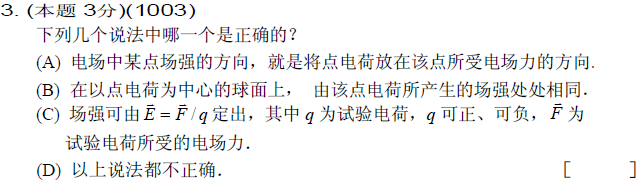 3. (本题 3分)(1003)
下列几个说法中哪一个是正确的?
(A) 电场中某点场强的方向，就是将点电荷放在该点所受电场力的方向.
(B) 在以点电荷为中心的球面上， 由该点电荷所产生的场强处处相同.
(C) 场强可由 $\vec{E} = \vec{F} / q$ 定出，其中 q 为试验电荷，q 可正、可负，$\vec{F}$ 为
试验电荷所受的电场力.
(D) 以上说法都不正确. [ ]